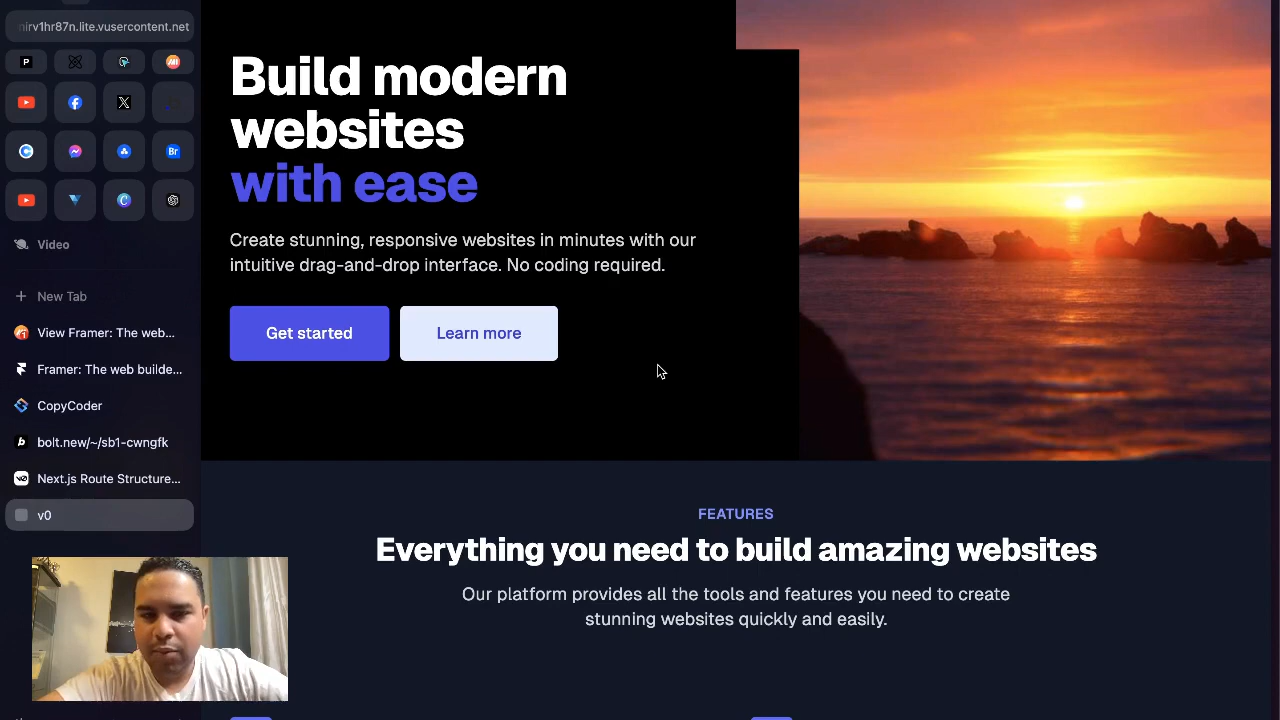 nirv1hr87n.lite.vusercontent.net
P
Br
Video
New Tab
View Framer: The web...
Framer: The web builde...
CopyCoder
b
bolt.new/~/sb1-cwngfk
Next.js Route Structure...
v0
Build modern
websites
with ease
Create stunning, responsive websites in minutes with our
intuitive drag-and-drop interface. No coding required.
Get started
Learn more
FEATURES
Everything you need to build amazing websites
Our platform provides all the tools and features you need to create
stunning websites quickly and easily.